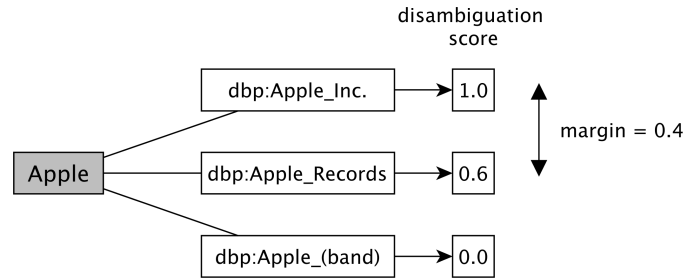 disambiguation
score
dbp:Apple_Inc.
1.0
margin = 0.4
Apple
dbp:Apple_Records
0.6
dbp:Apple_(band)
0.0